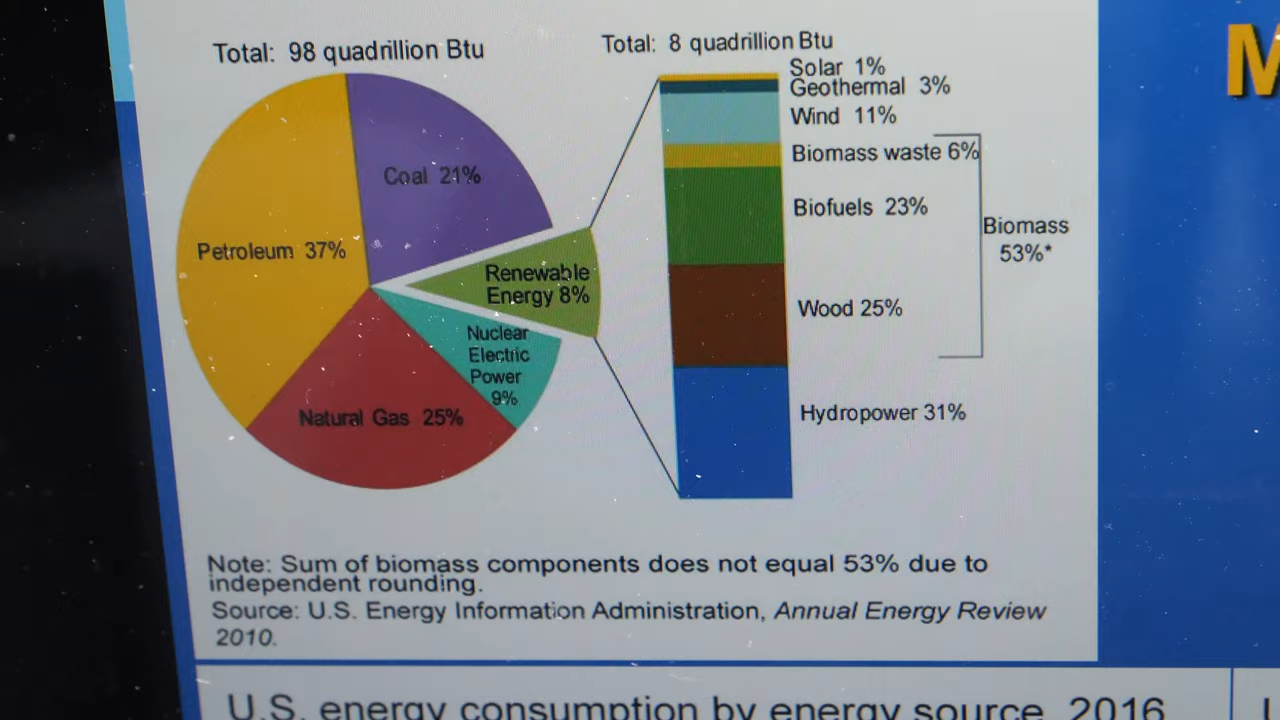 Total: 98 quadrillion Btu
Total: 8 quadrillion Btu
Solar 1%
Geothermal 3%
Wind 11%
Biomass waste 6%
Biofuels 23%
Biomass
53%*
Wood 25%
Hydropower 31%
Coal 21%
Petroleum 37%
Renewable
Energy 8%
Nuclear
Electric
Power
9%
Natural Gas 25%
Note: Sum of biomass components does not equal 53% due to
independent rounding.
Source: U.S. Energy Information Administration, Annual Energy Review
2010.
U.S. energy consumption by energy source, 2016
M